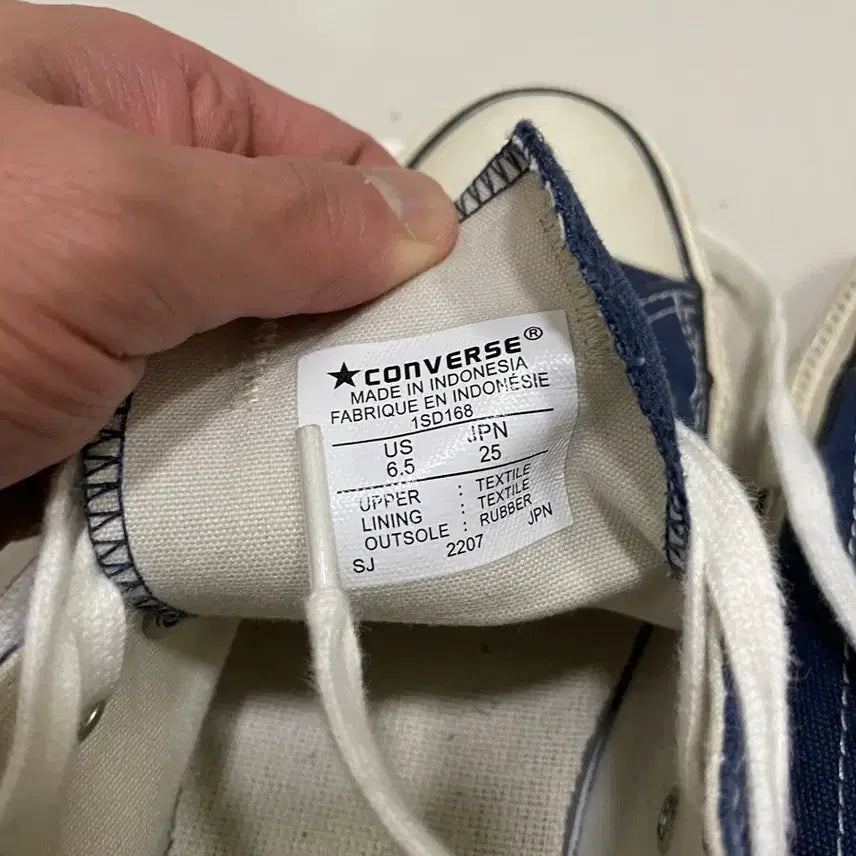 ★CONVERSE®
MADE IN INDONESIA
FABRIQUE EN INDONÉSIE
1SD168
US JPN
6.5 25
UPPER : TEXTILE
LINING : TEXTILE
OUTSOLE : RUBBER
SJ 2207 JPN